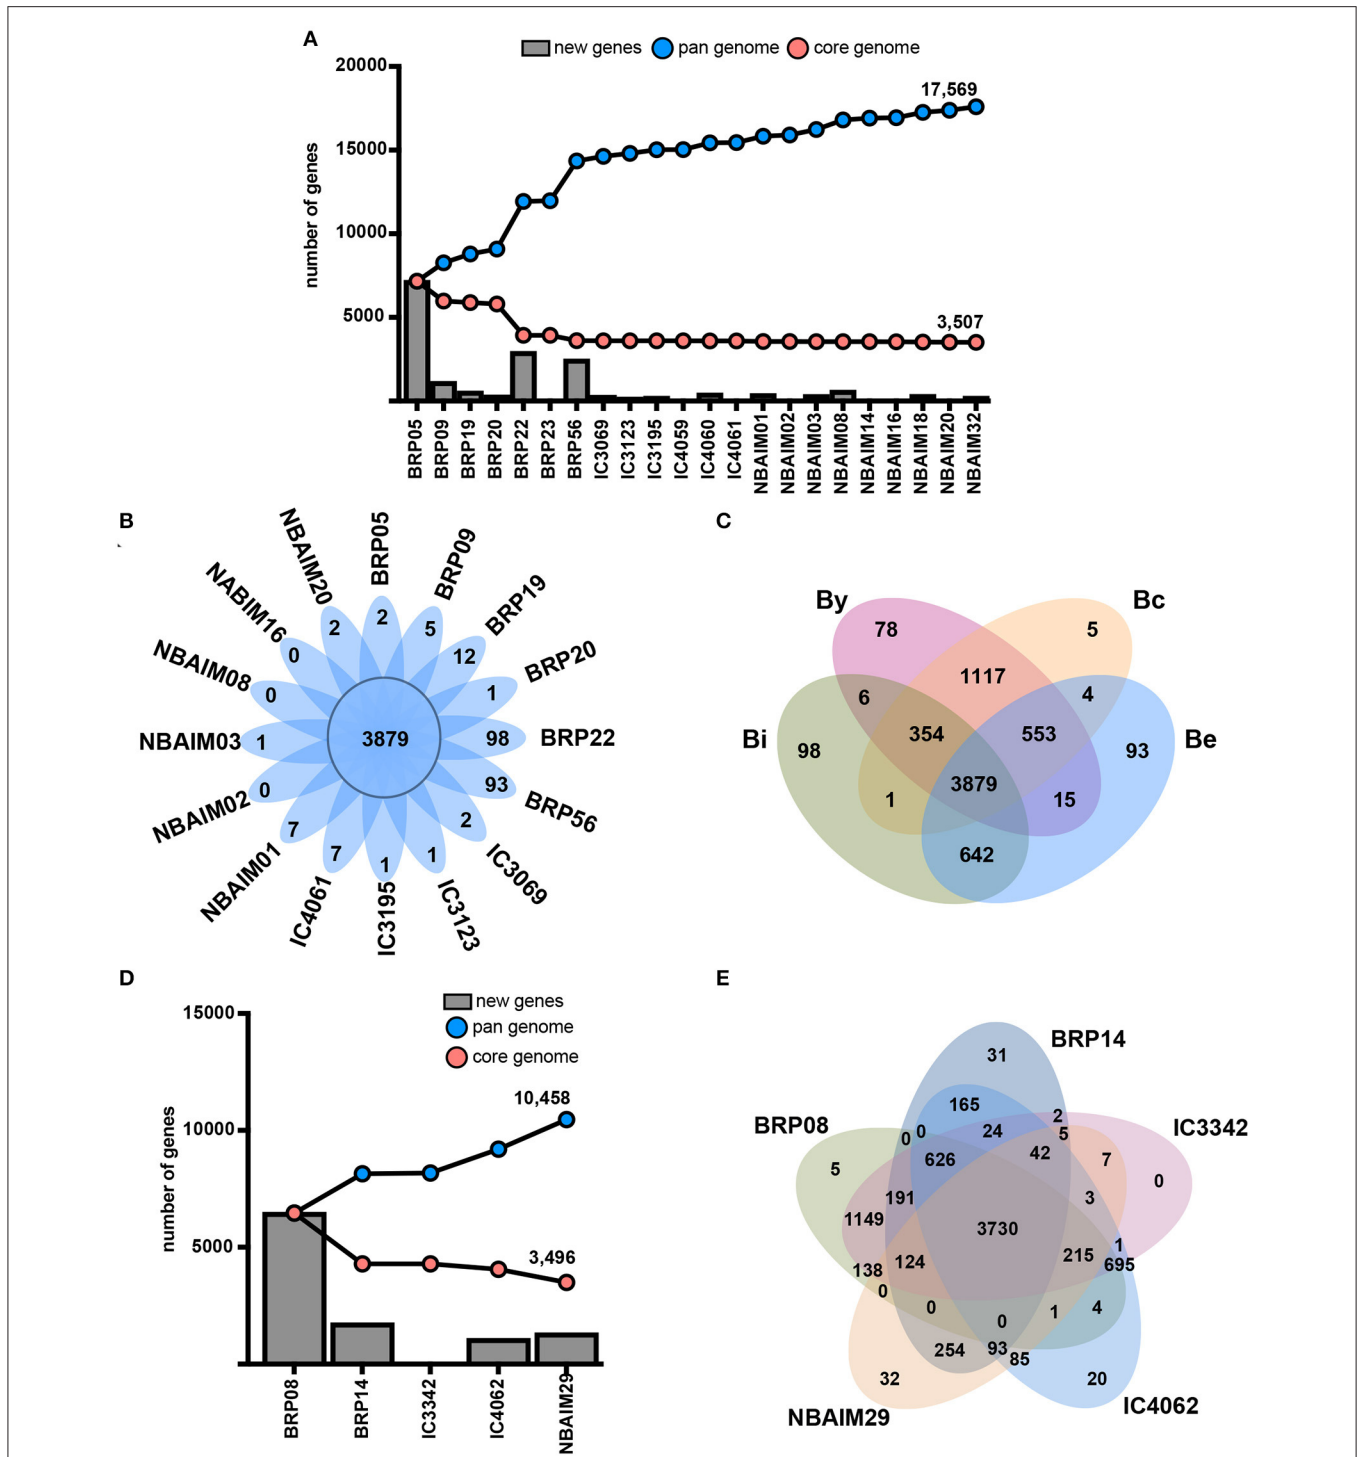 A
new genes pan genome core genome
20000
15000
10000
5000
number of genes
17,569
3,507
BRP05
BRP09
BRP19
BRP20
BRP22
BRP23
BRP56
IC3069
IC3123
IC3195
IC4059
IC4060
IC4061
NBAIM01
NBAIM02
NBAIM03
NBAIM08
NBAIM14
NBAIM16
NBAIM18
NBAIM20
NBAIM32
B
BRP05
2
BRP09
5
BRP19
12
BRP20
1
BRP22
98
BRP56
93
IC3069
2
IC3123
1
IC3195
1
IC4061
7
NBAIM01
7
NBAIM02
0
NBAIM03
1
NBAIM08
0
NABIM16
0
NBAIM20
2
3879
C
By
Bc
78
5
1117
6
4
354
553
Bi
98
93
Be
3879
1
15
642
D
new genes
pan genome
core genome
15000
10000
5000
number of genes
10,458
3,496
BRP08
BRP14
IC3342
IC4062
NBAIM29
E
31
BRP14
165
2
BRP08
0
0
24
5
IC3342
5
626
42
7
0
191
3
1149
3730
1
138
124
215
695
0
0
0
1
4
254
93
85
32
20
NBAIM29
IC4062